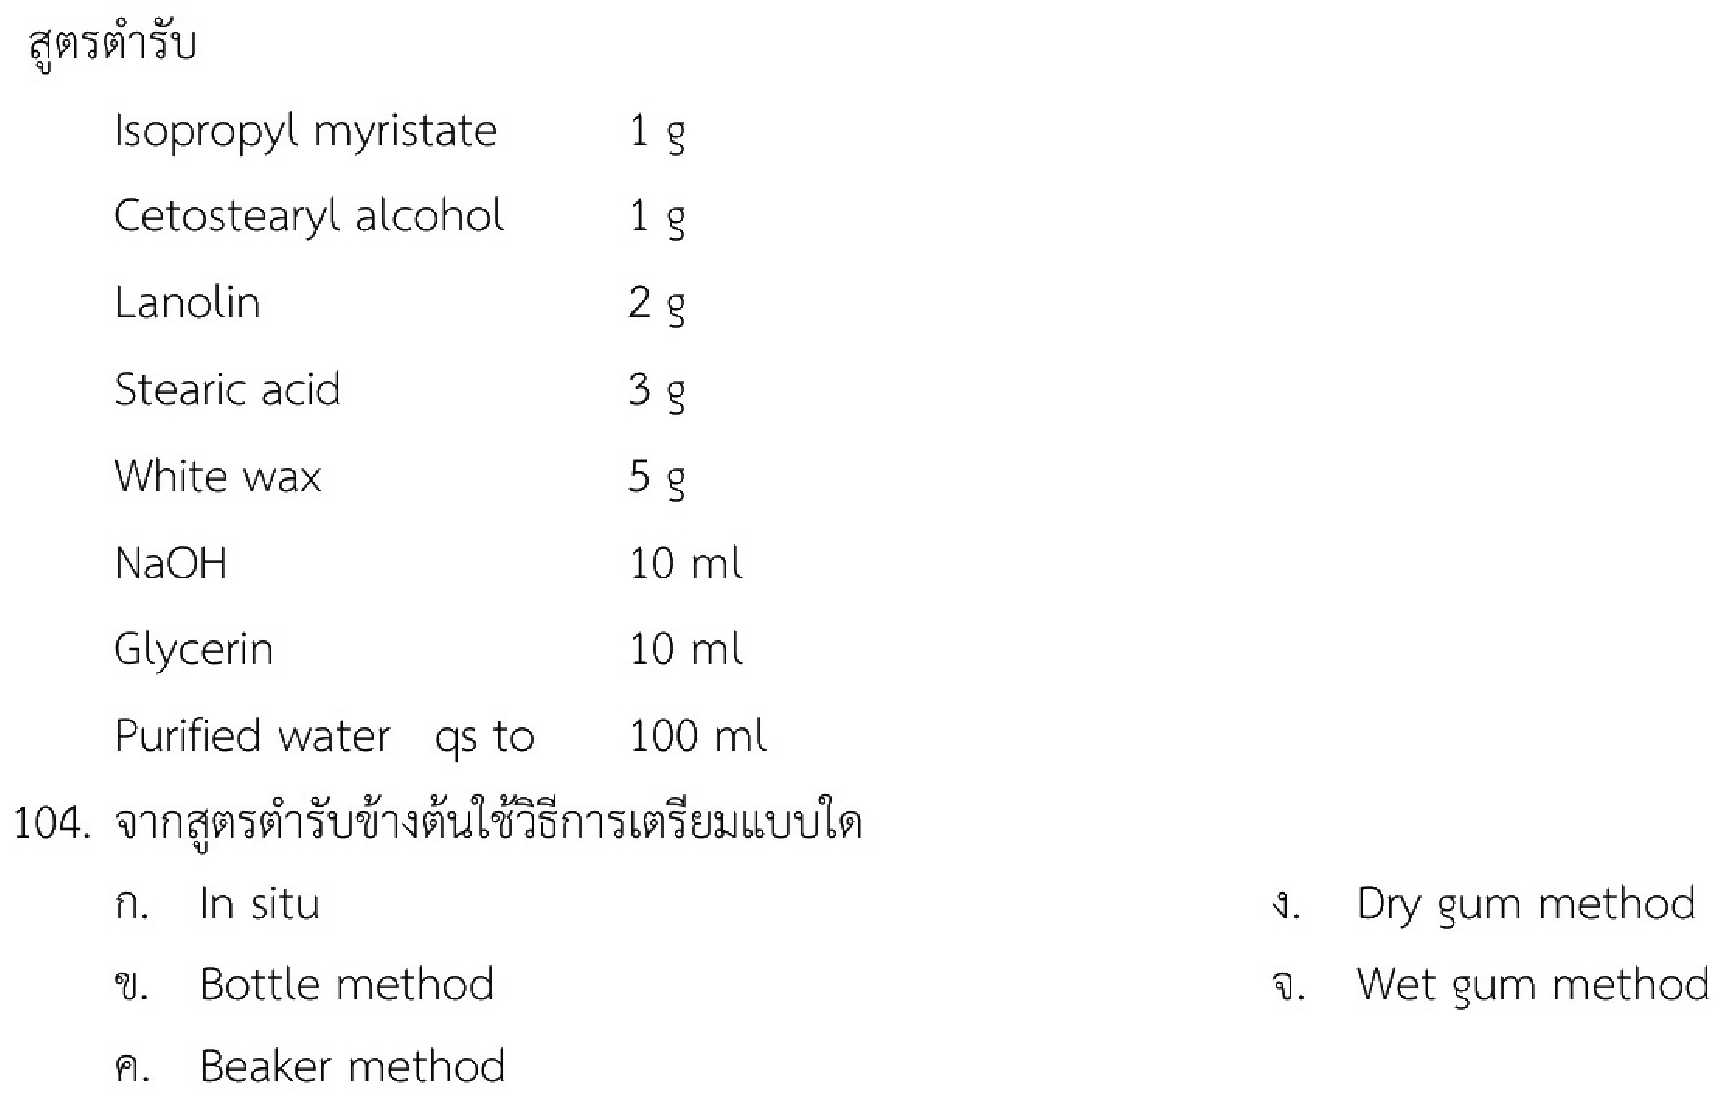 สูตรตำรับ
Isopropyl myristate 1 g
Cetostearyl alcohol 1 g
Lanolin 2 g
Stearic acid 3 g
White wax 5 g
NaOH 10 ml
Glycerin 10 ml
Purified water qs to 100 ml
104. จากสูตรตำรับข้างต้นใช้วิธีการเตรียมแบบใด
ก. In situ
ข. Bottle method
ค. Beaker method
ง. Dry gum method
จ. Wet gum method